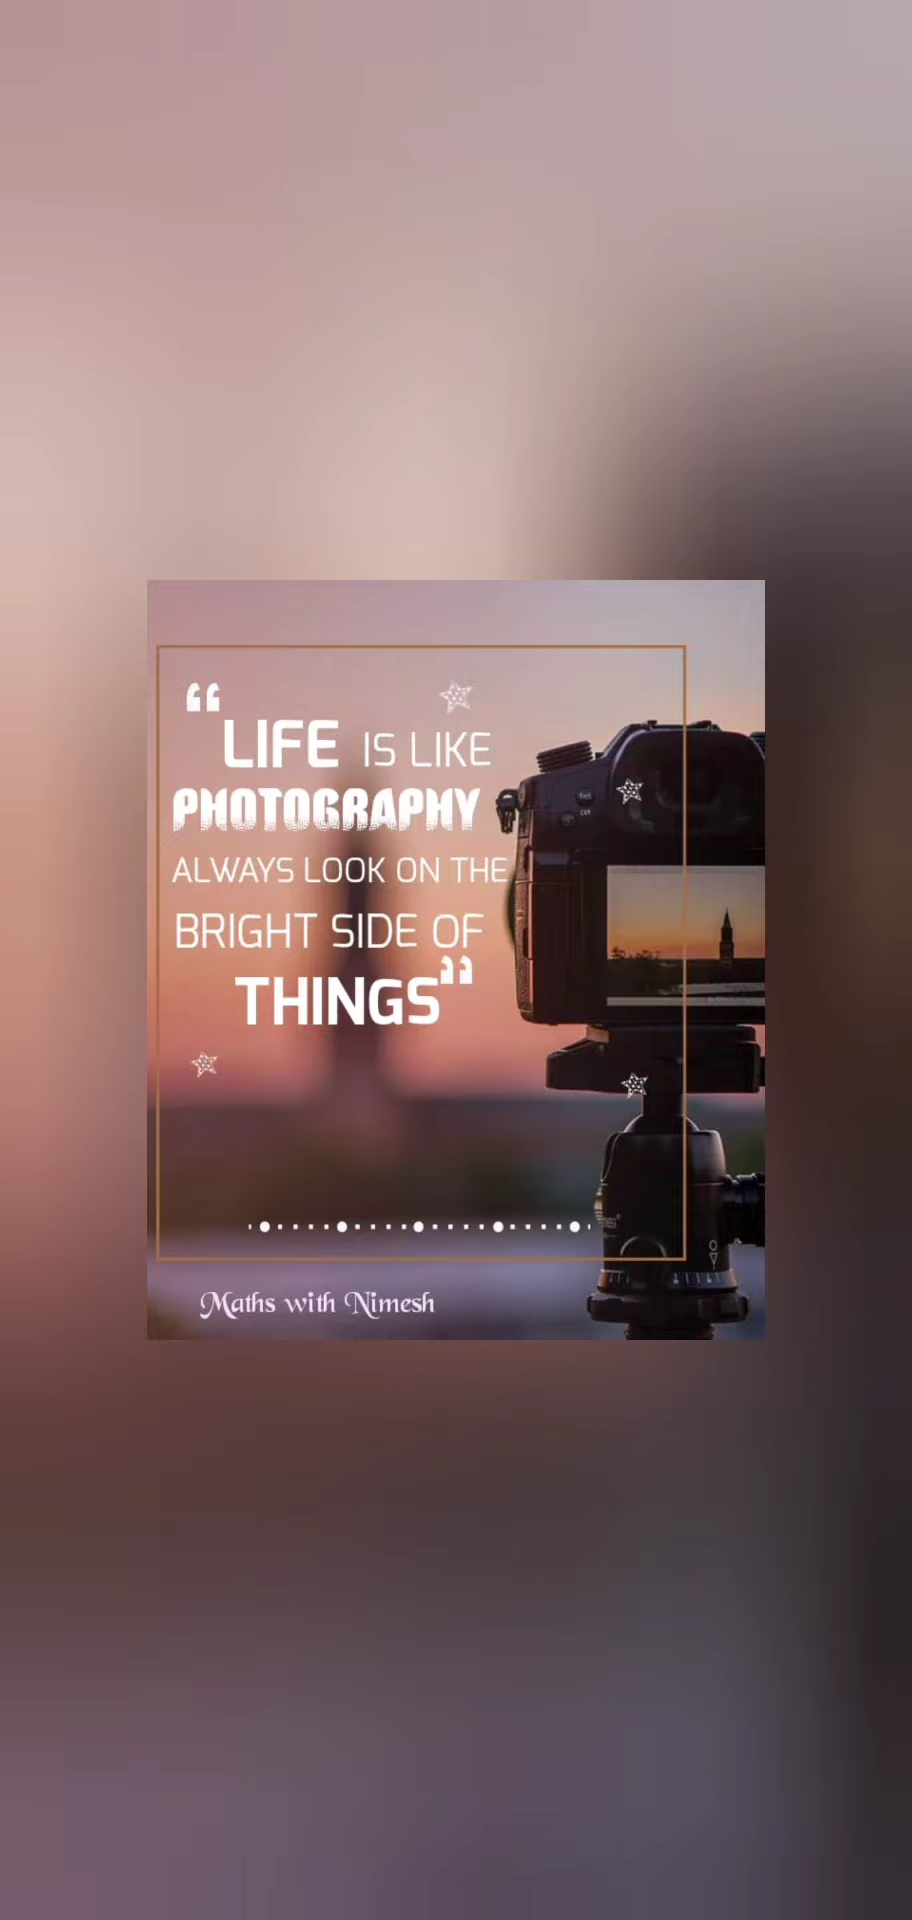 “LIFE IS LIKE
PHOTOGRAPHY
ALWAYS LOOK ON THE
BRIGHT SIDE OF
THINGS”
Maths with Nimesh